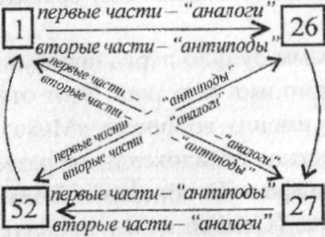 первые части – "аналоги"
1
26
вторые части – "антиподы"
первые части – "антиподы"
вторые части – "аналоги"
первые части – "аналоги"
вторые части – "антиподы"
52
первые части – "антиподы"
27
вторые части – "аналоги"